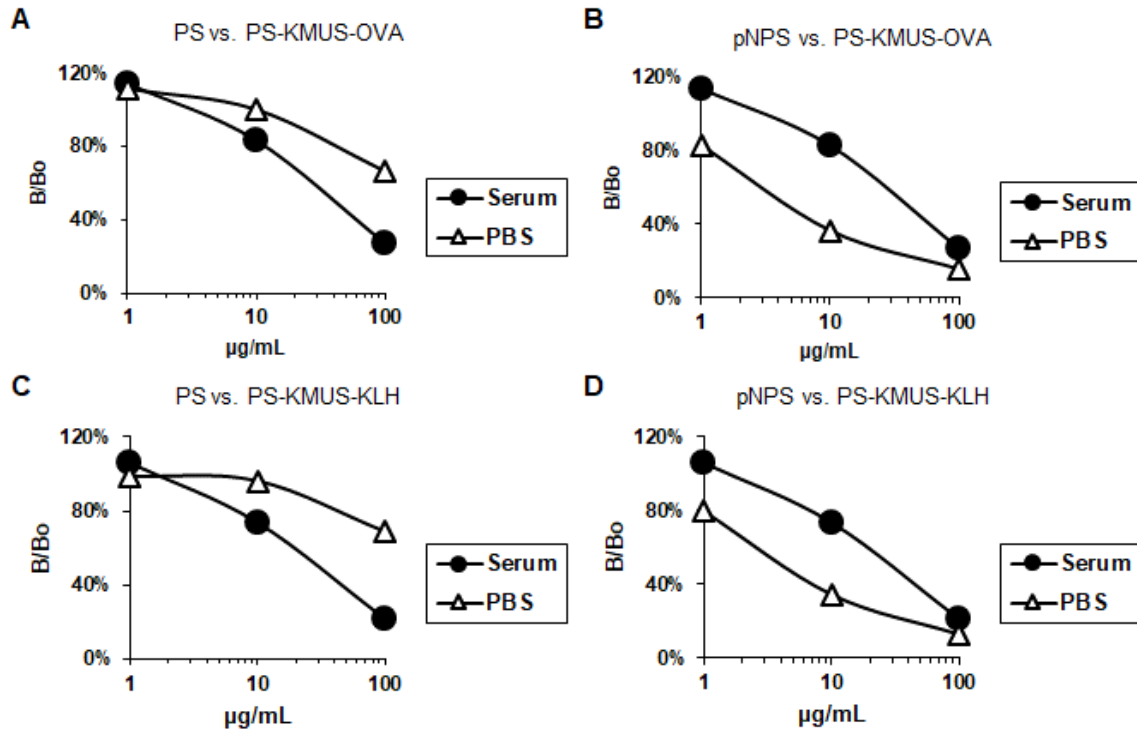 A
PS vs. PS-KMUS-OVA
120%
80%
40%
0%
B/Bo
1
10
100
µg/mL
Serum
PBS
B
pNPS vs. PS-KMUS-OVA
120%
80%
40%
0%
B/Bo
1
10
100
µg/mL
Serum
PBS
C
PS vs. PS-KMUS-KLH
120%
80%
40%
0%
B/Bo
1
10
100
µg/mL
Serum
PBS
D
pNPS vs. PS-KMUS-KLH
120%
80%
40%
0%
B/Bo
1
10
100
µg/mL
Serum
PBS